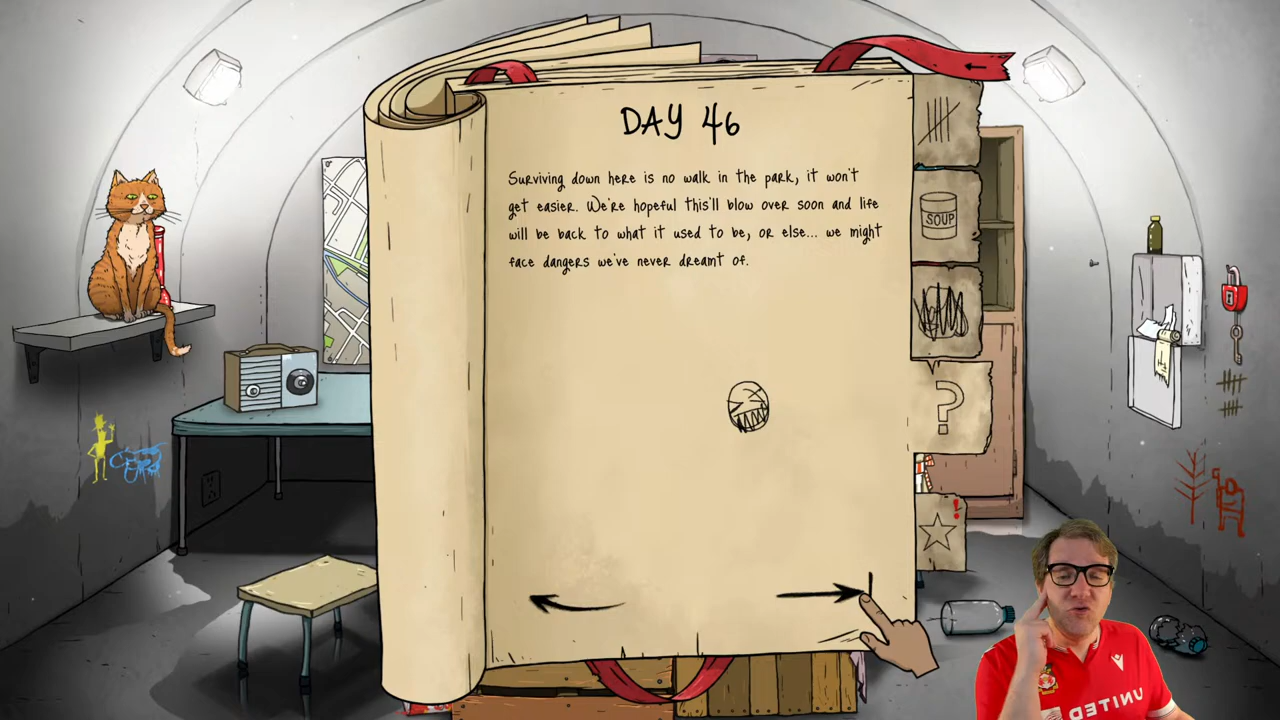 DAY 46
Surviving down here is no walk in the park, it won't
get easier. We're hopeful this'll blow over soon and life
will be back to what it used to be, or else... we might
face dangers we've never dreamt of.
SOUP
?
!
UNITED